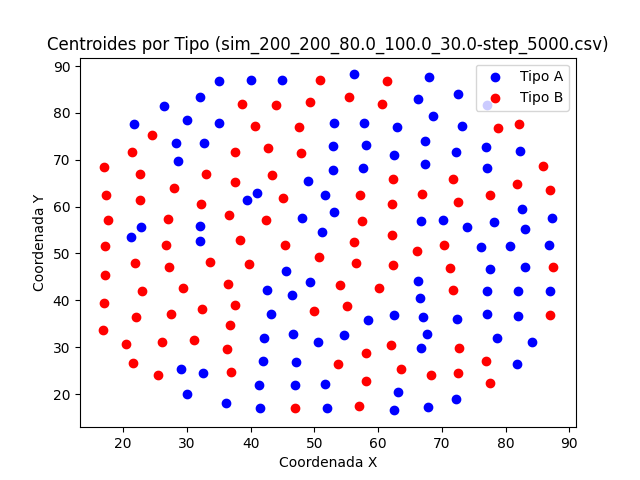 Centroides por Tipo (sim_200_200_80.0_100.0_30.0-step_5000.csv)
Tipo A
Tipo B
90
80
70
60
50
40
30
20
Coordenada Y
20 30 40 50 60 70 80 90
Coordenada X